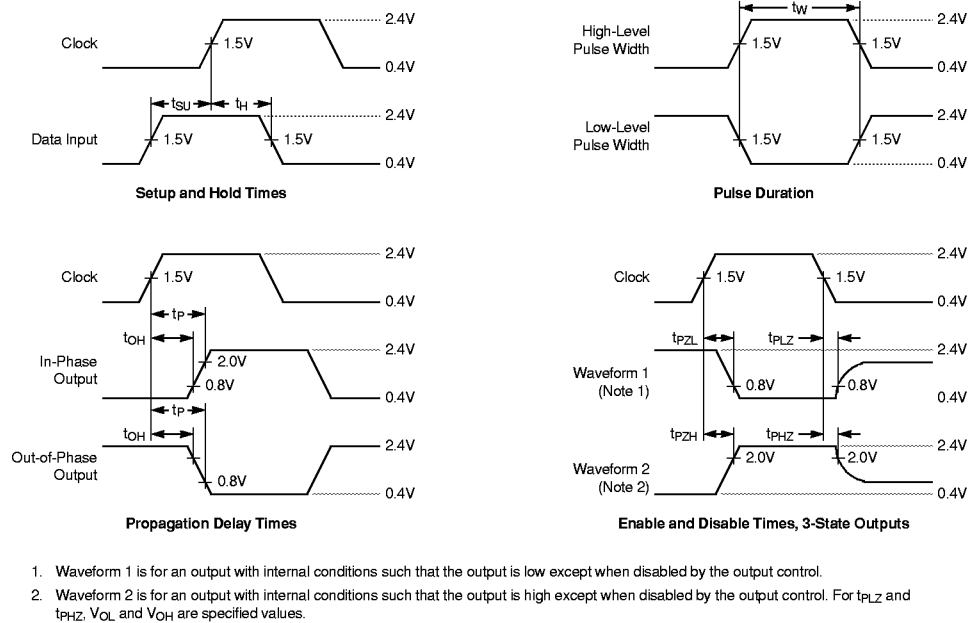 2.4V
Clock
1.5V
0.4V
tSU
tH
2.4V
Data Input
1.5V
1.5V
0.4V
Setup and Hold Times
tW
2.4V
High-Level
Pulse Width
1.5V
1.5V
0.4V
2.4V
Low-Level
Pulse Width
1.5V
1.5V
0.4V
Pulse Duration
2.4V
Clock
1.5V
0.4V
tP
tOH
2.4V
In-Phase
Output
2.0V
0.8V
0.4V
tP
tOH
2.4V
Out-of-Phase
Output
0.8V
0.4V
Propagation Delay Times
2.4V
Clock
1.5V
1.5V
0.4V
tPZL
tPLZ
2.4V
Waveform 1
(Note 1)
0.8V
0.8V
0.4V
tPZH
tPHZ
2.4V
Waveform 2
(Note 2)
2.0V
2.0V
0.4V
Enable and Disable Times, 3-State Outputs
1. Waveform 1 is for an output with internal conditions such that the output is low except when disabled by the output control.
2. Waveform 2 is for an output with internal conditions such that the output is high except when disabled by the output control. For tPLZ and
tPHZ, VOL and VOH are specified values.